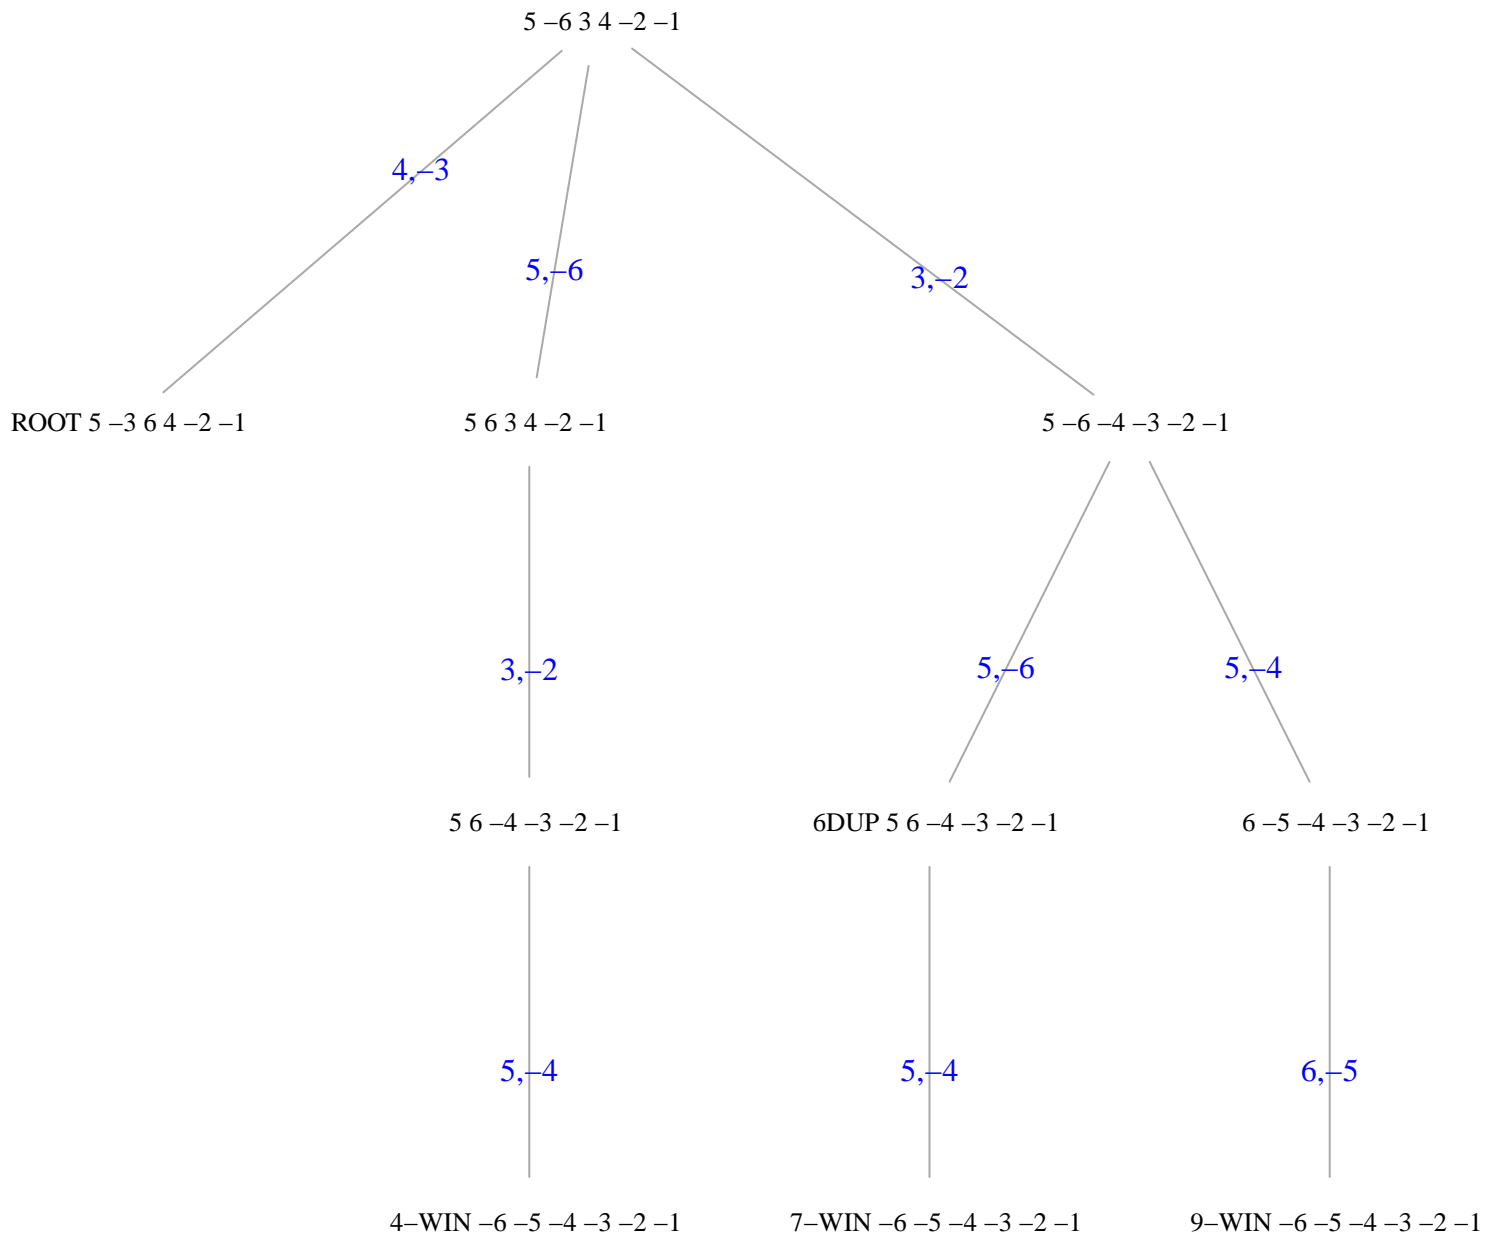 5 –6 3 4 –2 –1
4,–3
5,–6
3,–2
ROOT 5 –3 6 4 –2 –1
5 6 3 4 –2 –1
5 –6 –4 –3 –2 –1
3,–2
5,–6
5,–4
5 6 –4 –3 –2 –1
6DUP 5 6 –4 –3 –2 –1
6 –5 –4 –3 –2 –1
5,–4
5,–4
6,–5
4–WIN –6 –5 –4 –3 –2 –1
7–WIN –6 –5 –4 –3 –2 –1
9–WIN –6 –5 –4 –3 –2 –1